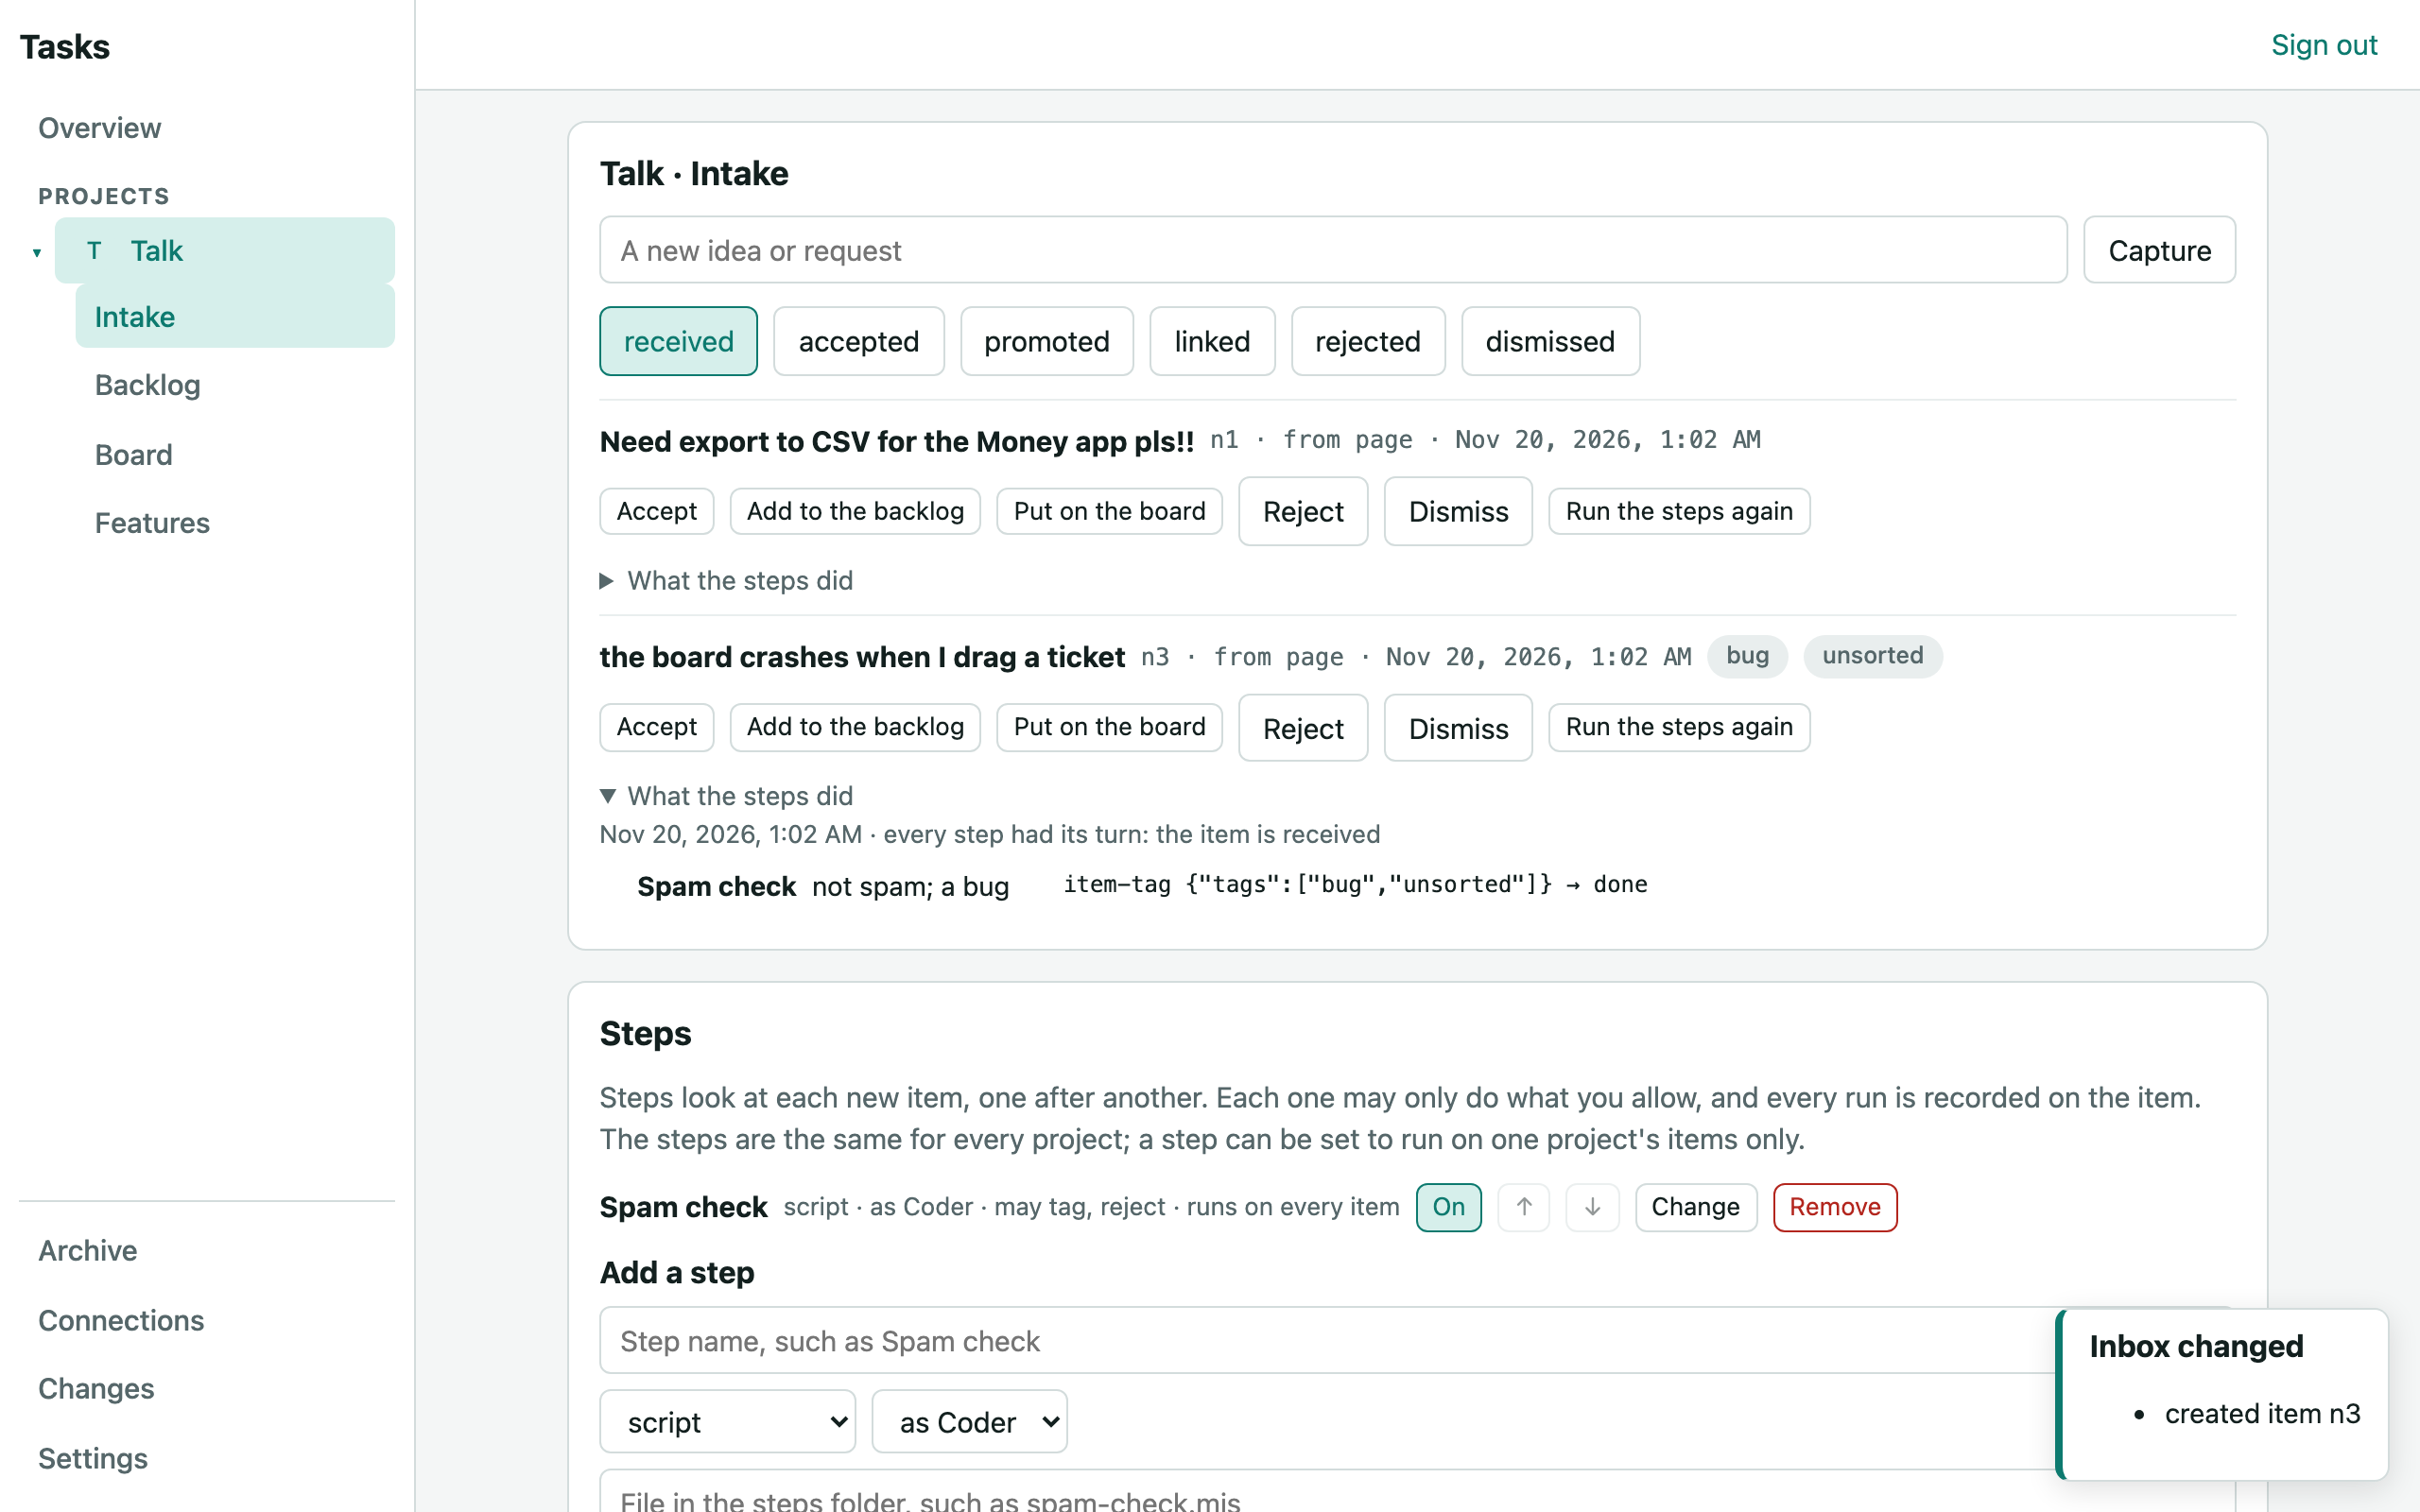 Tasks
Sign out
Overview
PROJECTS
▾ T Talk
Intake
Backlog
Board
Features
Archive
Connections
Changes
Settings
Talk · Intake
A new idea or request
Capture
received accepted promoted linked rejected dismissed
Need export to CSV for the Money app pls!! n1 · from page · Nov 20, 2026, 1:02 AM
Accept Add to the backlog Put on the board Reject Dismiss Run the steps again
▶ What the steps did
the board crashes when I drag a ticket n3 · from page · Nov 20, 2026, 1:02 AM bug unsorted
Accept Add to the backlog Put on the board Reject Dismiss Run the steps again
▼ What the steps did
Nov 20, 2026, 1:02 AM · every step had its turn: the item is received
Spam check not spam; a bug item-tag {"tags":["bug","unsorted"]} → done
Steps
Steps look at each new item, one after another. Each one may only do what you allow, and every run is recorded on the item.
The steps are the same for every project; a step can be set to run on one project's items only.
Spam check script · as Coder · may tag, reject · runs on every item On ↑ ↓ Change Remove
Add a step
Step name, such as Spam check
script as Coder
File in the steps folder, such as spam-check.mjs
Inbox changed
• created item n3